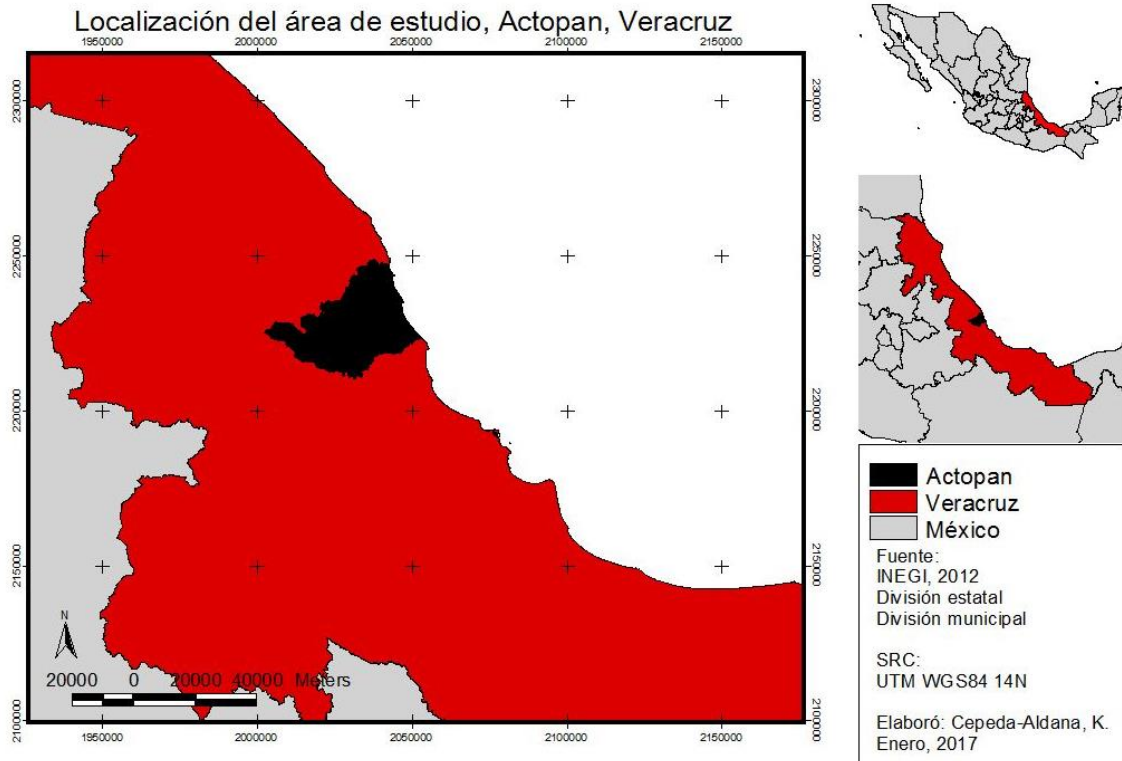 Localización del área de estudio, Actopan, Veracruz
1950000 2000000 2050000 2100000 2150000
2300000 2300000
2250000 2250000
2200000 2200000
2150000 2150000
2100000 2100000
N
20000 0 20000 40000 Meters
1950000 2000000 2050000 2100000 2150000
Actopan
Veracruz
México
Fuente:
INEGI, 2012
División estatal
División municipal
SRC:
UTM WGS84 14N
Elaboró: Cepeda-Aldana, K.
Enero, 2017